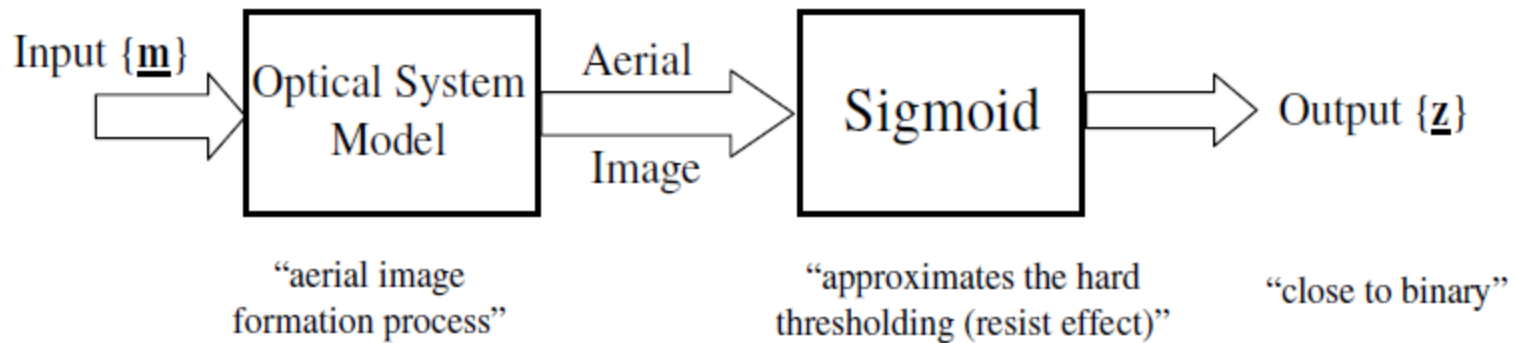 Input {m}
Optical System
Model
Aerial
Image
Sigmoid
Output {z}
“aerial image
formation process”
“approximates the hard
thresholding (resist effect)”
“close to binary”